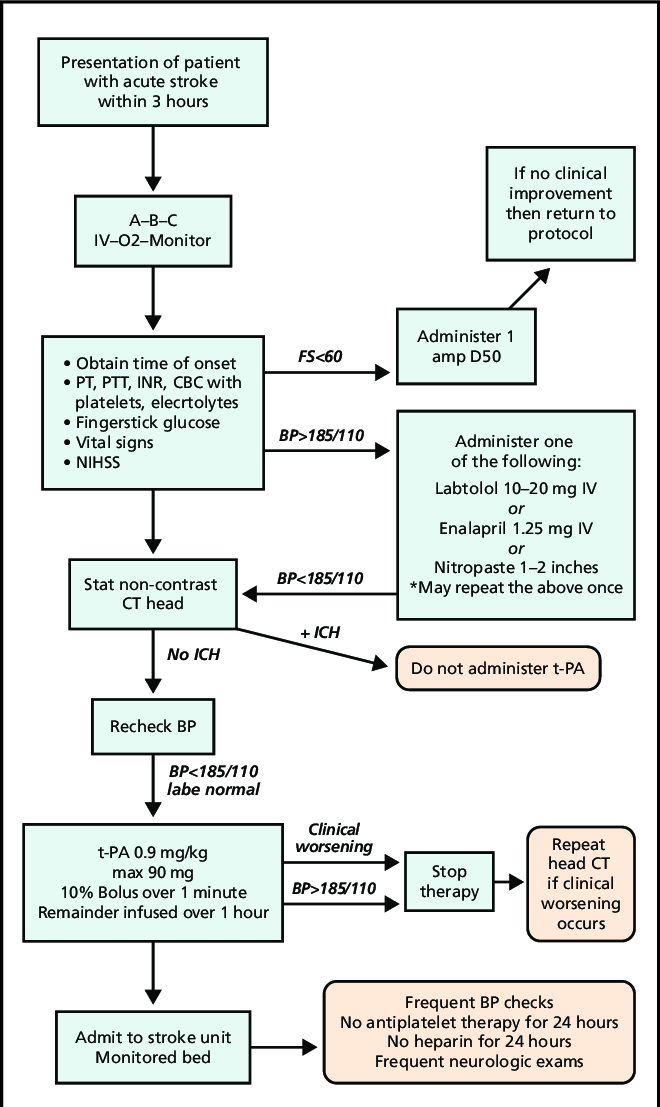 Presentation of patient
with acute stroke
within 3 hours
If no clinical
improvement
then return to
protocol
A–B–C
IV–O2–Monitor
Administer 1
amp D50
FS<60
• Obtain time of onset
• PT, PTT, INR, CBC with
platelets, elecrtolytes
• Fingerstick glucose
• Vital signs
• NIHSS
BP>185/110
Administer one
of the following:
Labtolol 10–20 mg IV
or
Enalapril 1.25 mg IV
or
Nitropaste 1–2 inches
*May repeat the above once
BP<185/110
Stat non-contrast
CT head
+ ICH
No ICH
Do not administer t-PA
Recheck BP
BP<185/110
labe normal
t-PA 0.9 mg/kg
max 90 mg
10% Bolus over 1 minute
Remainder infused over 1 hour
Clinical
worsening
BP>185/110
Stop
therapy
Repeat
head CT
if clinical
worsening
occurs
Admit to stroke unit
Monitored bed
Frequent BP checks
No antiplatelet therapy for 24 hours
No heparin for 24 hours
Frequent neurologic exams